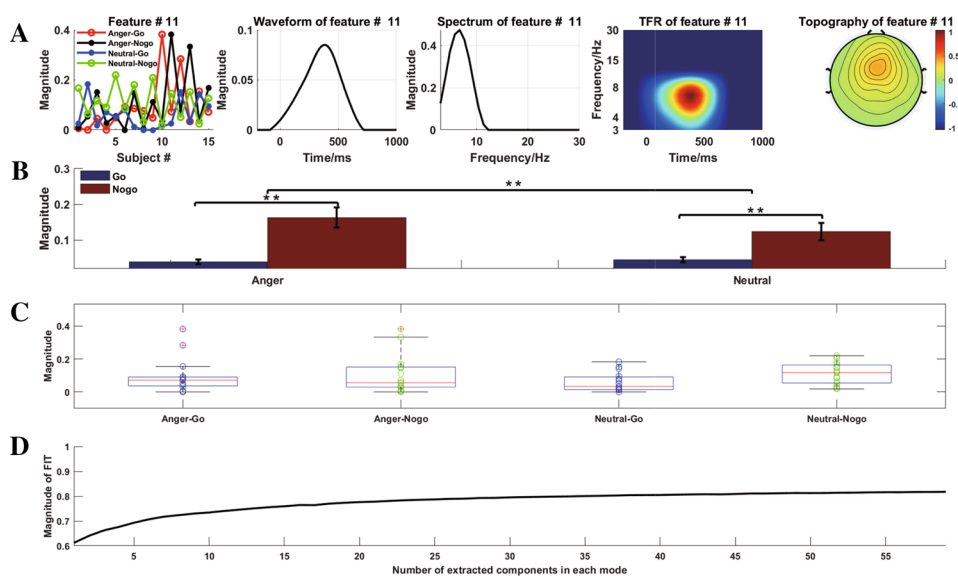 A
Feature # 11
Anger-Go
Anger-Nogo
Neutral-Go
Neutral-Nogo
Magnitude
0.4
0.2
0
5
10
15
Subject #
Waveform of feature # 11
Magnitude
0.1
0.05
0
0
500
1000
Time/ms
Spectrum of feature # 11
Magnitude
0.4
0.2
0
10
20
30
Frequency/Hz
TFR of feature # 11
Frequency/Hz
30
15
8
4
3
0
500
1000
Time/ms
Topography of feature # 11
1
0.5
0
-0.5
-1
B
Go
Nogo
Magnitude
0.3
0.2
0.1
**
**
**
Anger
Neutral
C
Magnitude
0.4
0.2
0
Anger-Go
Anger-Nogo
Neutral-Go
Neutral-Nogo
D
Magnitude of FIT
1
0.9
0.8
0.7
0.6
5
10
15
20
25
30
35
40
45
50
55
Number of extracted components in each mode